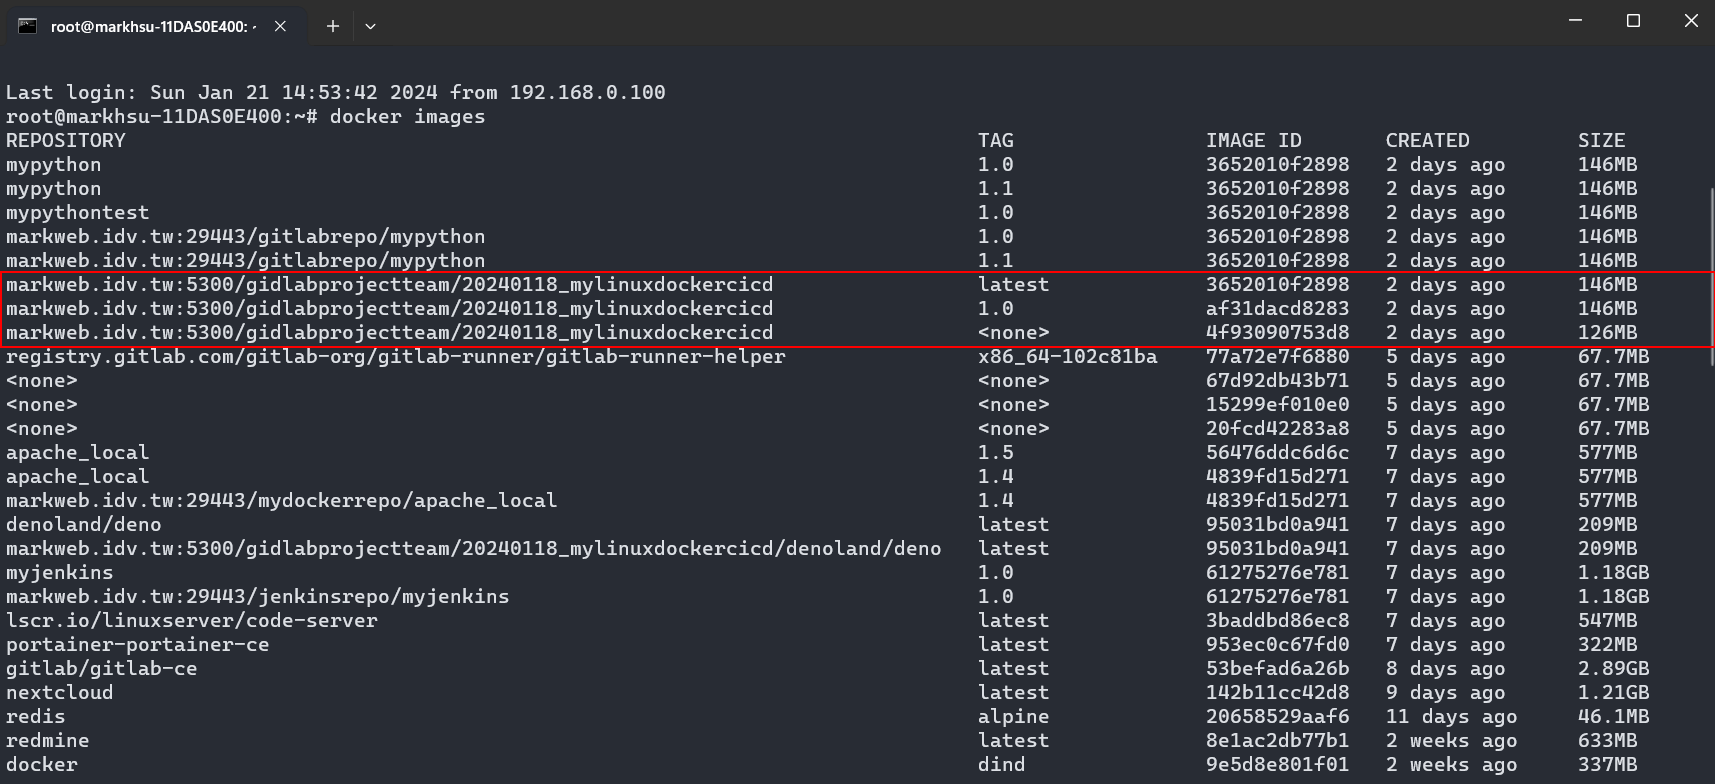 root@markhsu-11DAS0E400: -
Last login: Sun Jan 21 14:53:42 2024 from 192.168.0.100
root@markhsu-11DAS0E400:~# docker images
REPOSITORY TAG IMAGE ID CREATED SIZE
mypython 1.0 3652010f2898 2 days ago 146MB
mypython 1.1 3652010f2898 2 days ago 146MB
mypythontest 1.0 3652010f2898 2 days ago 146MB
markweb.idv.tw:29443/gitlabrepo/mypython 1.0 3652010f2898 2 days ago 146MB
markweb.idv.tw:29443/gitlabrepo/mypython 1.1 3652010f2898 2 days ago 146MB
markweb.idv.tw:5300/gidlabprojectteam/20240118_mylinuxdockercicd latest 3652010f2898 2 days ago 146MB
markweb.idv.tw:5300/gidlabprojectteam/20240118_mylinuxdockercicd 1.0 af31dacd8283 2 days ago 146MB
markweb.idv.tw:5300/gidlabprojectteam/20240118_mylinuxdockercicd <none> 4f93090753d8 2 days ago 126MB
registry.gitlab.com/gitlab-org/gitlab-runner/gitlab-runner-helper x86_64-102c81ba 77a72e7f6880 5 days ago 67.7MB
<none> <none> 67d92db43b71 5 days ago 67.7MB
<none> <none> 15299ef010e0 5 days ago 67.7MB
<none> <none> 20fcd42283a8 5 days ago 67.7MB
apache_local 1.5 56476ddc6d6c 7 days ago 577MB
apache_local 1.4 4839fd15d271 7 days ago 577MB
markweb.idv.tw:29443/mydockerrepo/apache_local 1.4 4839fd15d271 7 days ago 577MB
denoland/deno latest 95031bd0a941 7 days ago 209MB
markweb.idv.tw:5300/gidlabprojectteam/20240118_mylinuxdockercicd/denoland/deno latest 95031bd0a941 7 days ago 209MB
myjenkins 1.0 61275276e781 7 days ago 1.18GB
markweb.idv.tw:29443/jenkinsrepo/myjenkins 1.0 61275276e781 7 days ago 1.18GB
lscr.io/linuxserver/code-server latest 3baddbd86ec8 7 days ago 547MB
portainer-portainer-ce latest 953ec0c67fd0 7 days ago 322MB
gitlab/gitlab-ce latest 53befad6a26b 8 days ago 2.89GB
nextcloud latest 142b11cc42d8 9 days ago 1.21GB
redis alpine 20658529aaf6 11 days ago 46.1MB
redmine latest 8e1ac2db77b1 2 weeks ago 633MB
docker dind 9e5d8e801f01 2 weeks ago 337MB